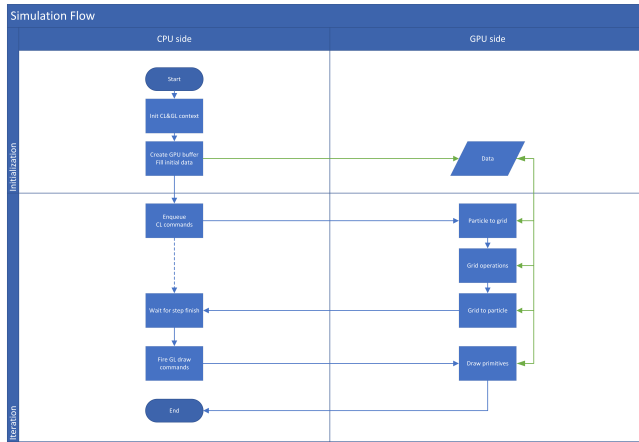 Simulation Flow
CPU side
GPU side
Initialization
Start
Init CL&GL context
Create GPU buffer
Fill Initial data
Data
Iteration
Enqueue
CL commands
Particle to grid
Grid operations
Wait for step finish
Grid to particle
Fire GL draw
commands
Draw primitives
End